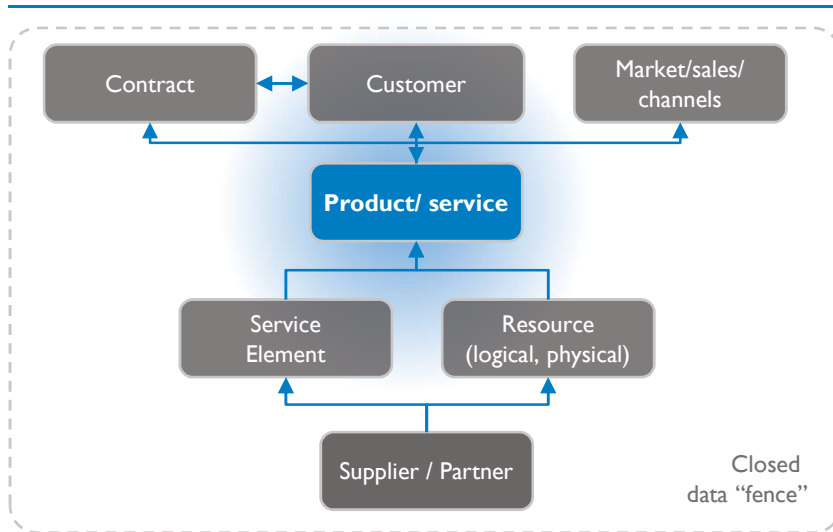 Contract
Customer
Market/sales/
channels
Product/ service
Service
Element
Resource
(logical, physical)
Supplier / Partner
Closed
data “fence”